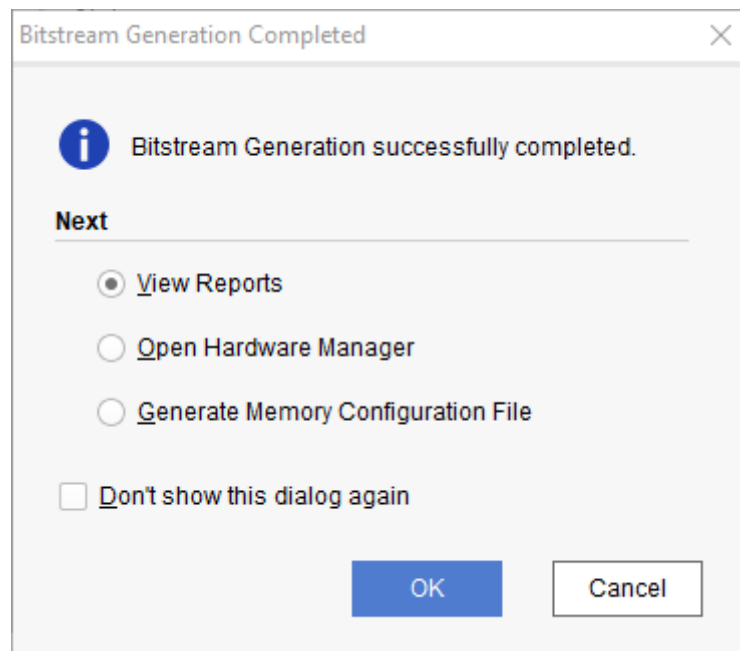 Bitstream Generation Completed
Bitstream Generation successfully completed.
Next
View Reports
Open Hardware Manager
Generate Memory Configuration File
Don't show this dialog again
OK Cancel